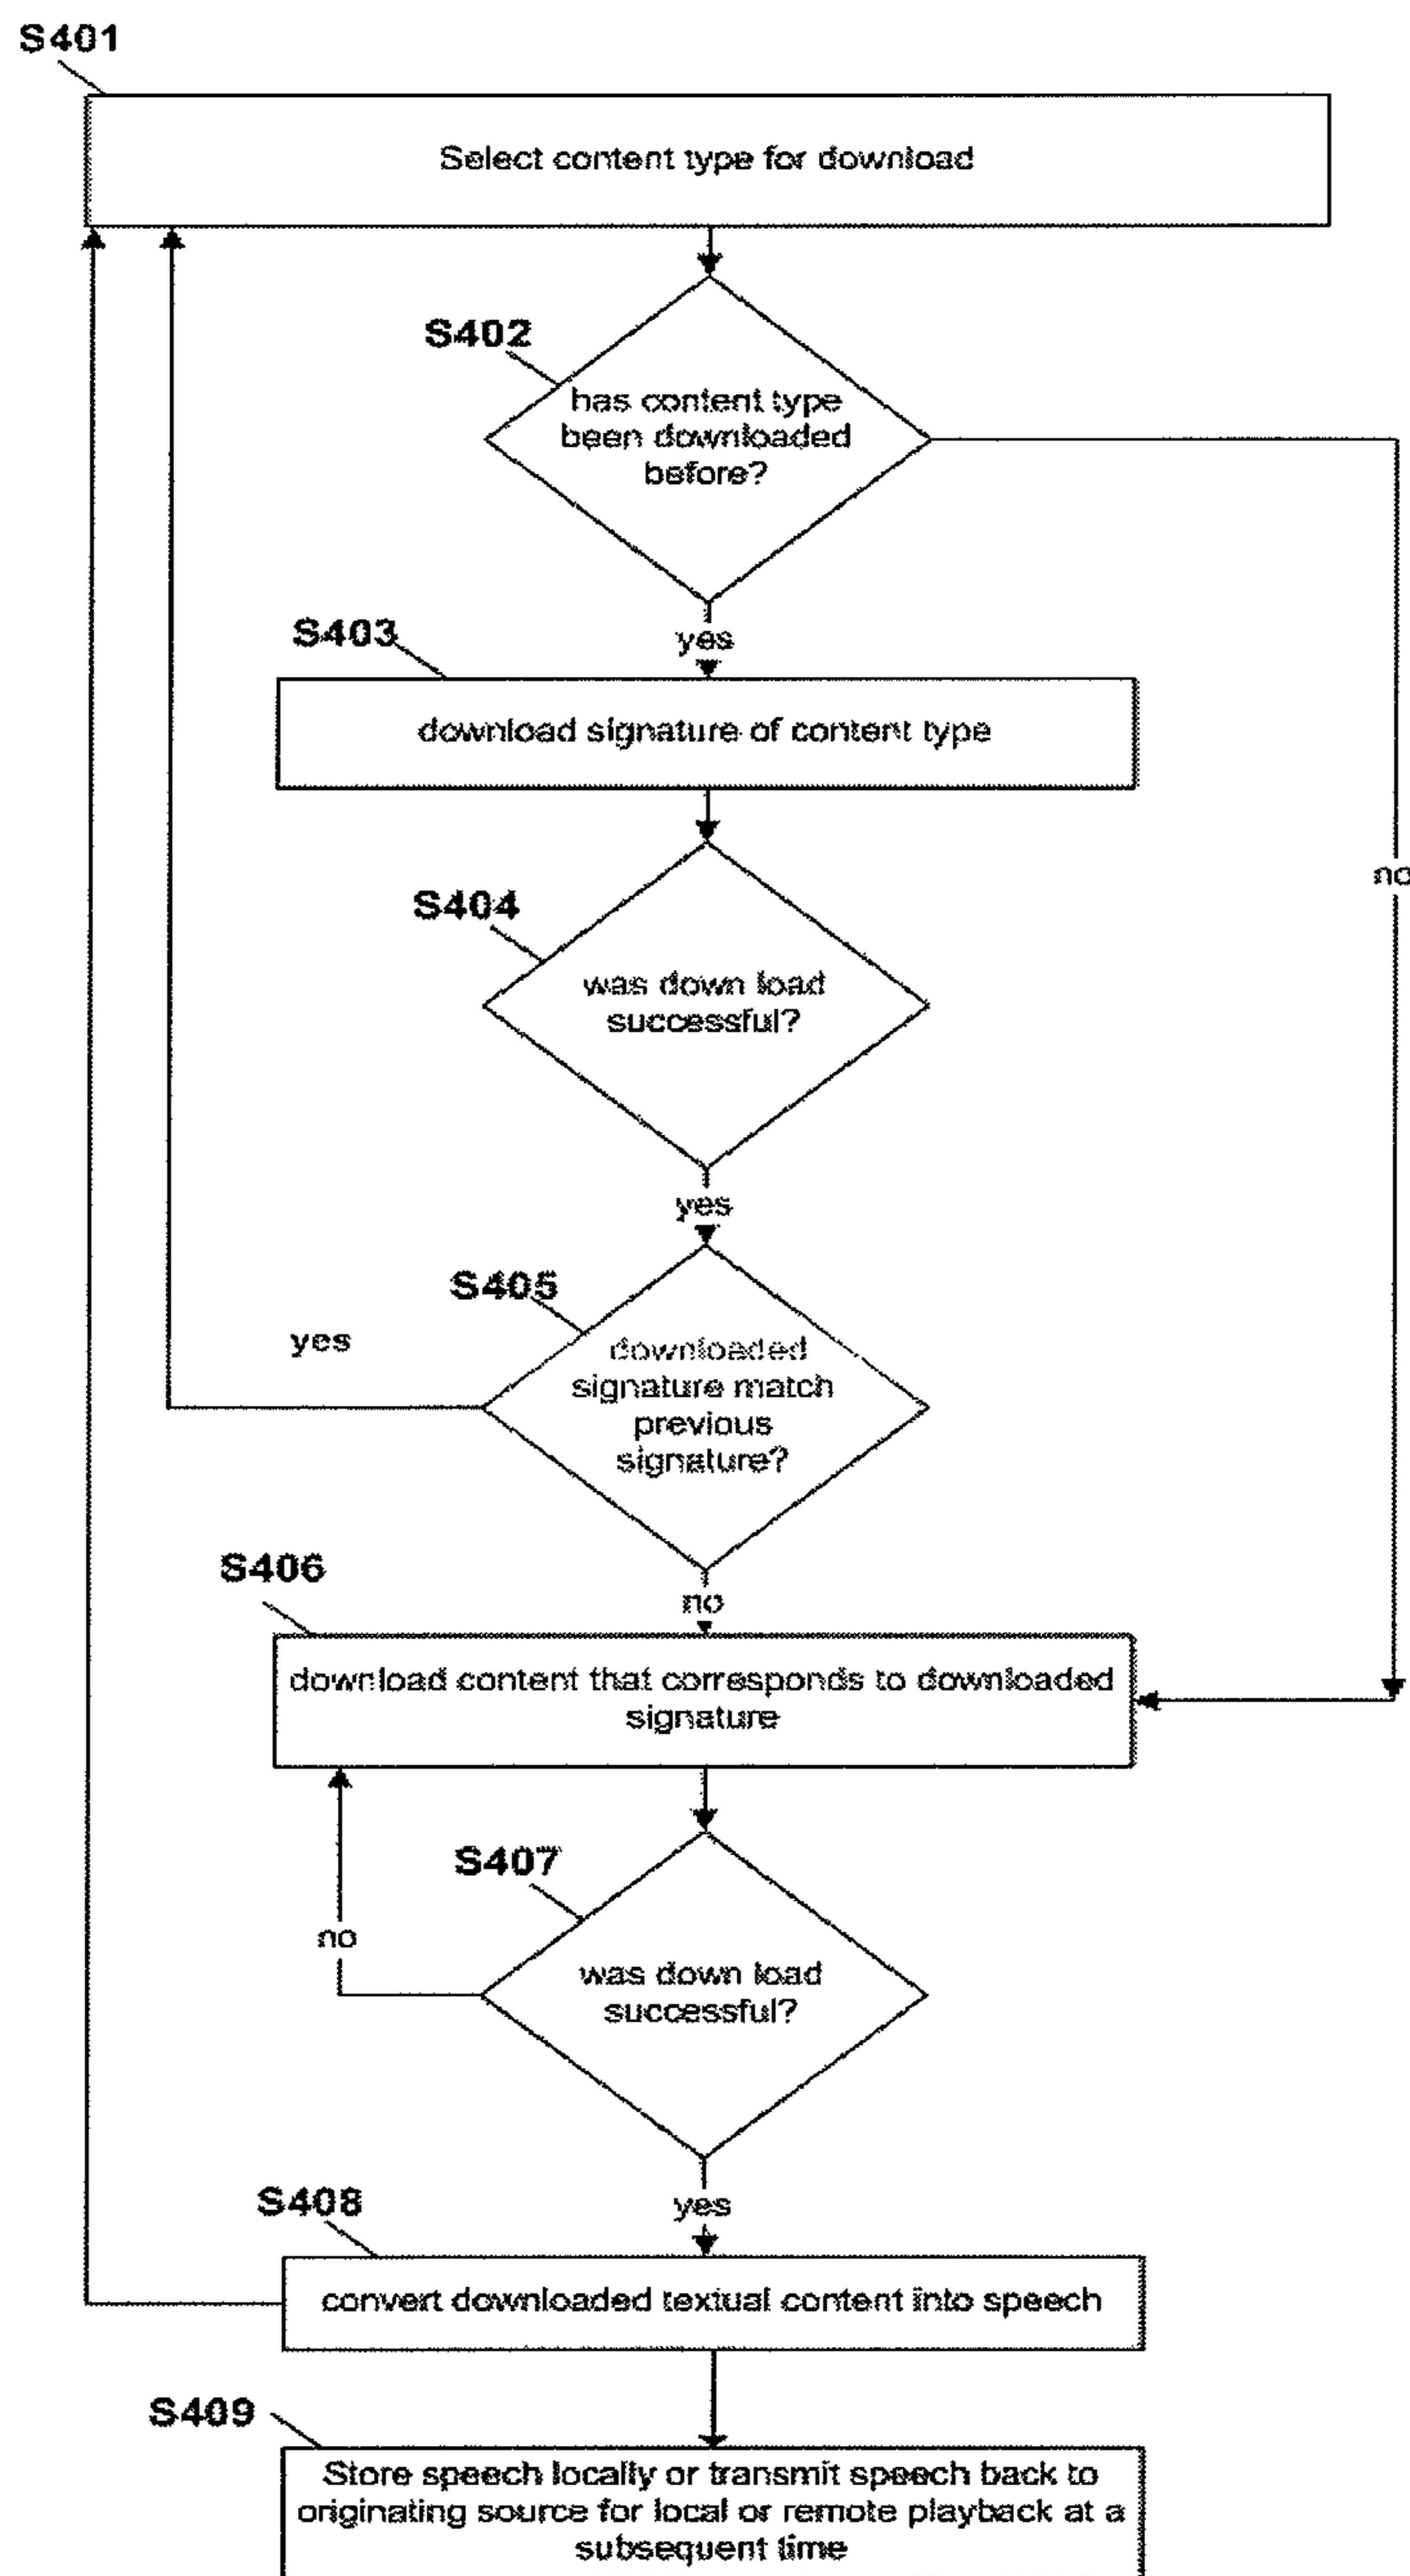 S401
Select content type for download
S402
has content type
been downloaded
before?
yes
S403
download signature of content type
no
S404
was down load
successful?
yes
S405
yes
downloaded
signature match
previous
signature?
no
S406
download content that corresponds to downloaded
signature
S407
no
was down load
successful?
yes
S408
convert downloaded textual content into speech
S409
Store speech locally or transmit speech back to
originating source for local or remote playback at a
subsequent time